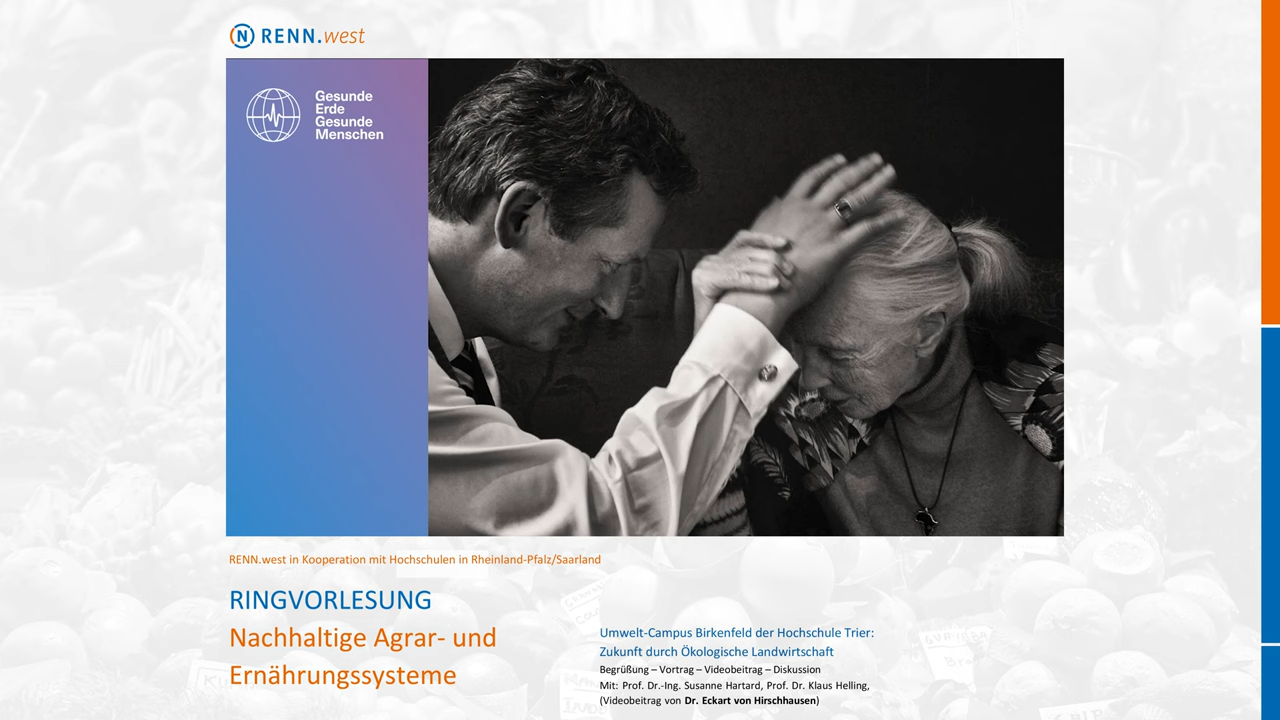 RENN.west
Gesunde
Erde
Gesunde
Menschen
RENN.west in Kooperation mit Hochschulen in Rheinland-Pfalz/Saarland
RINGVORLESUNG
Nachhaltige Agrar- und
Ernährungssysteme
Umwelt-Campus Birkenfeld der Hochschule Trier:
Zukunft durch Ökologische Landwirtschaft
Begrüßung – Vortrag – Videobeitrag – Diskussion
Mit: Prof. Dr.-Ing. Susanne Hartard, Prof. Dr. Klaus Helling,
(Videobeitrag von Dr. Eckart von Hirschhausen)